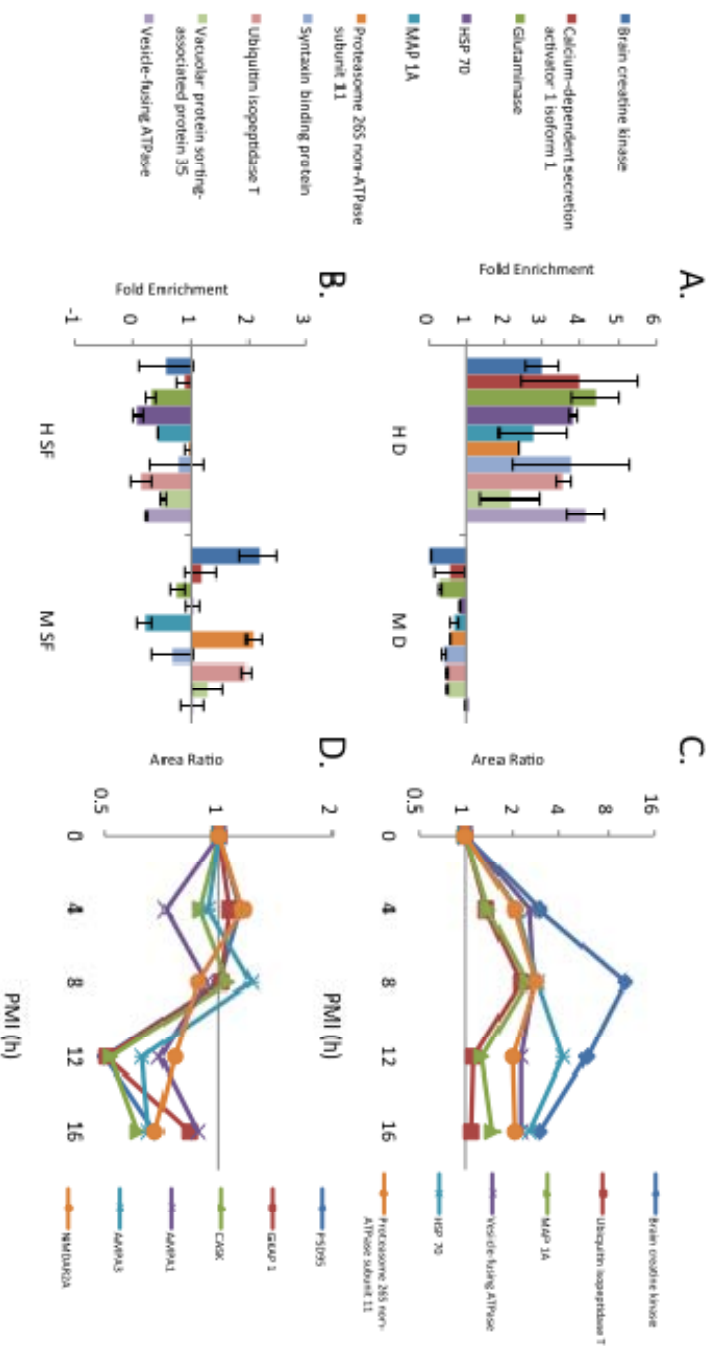 A.
Fold Enrichment
6
5
4
3
2
1
0
H D
M D
B.
Fold Enrichment
3
2
1
0
-1
H SF
M SF
Brain creatine kinase
Calcium-dependent secretion
activator 1 isoform 1
Glutaminase
HSP 70
MAP 1A
Proteasome 26S non-ATPase
subunit 11
Syntaxin binding protein
Ubiquitin isopeptidase T
Vacuolar protein sorting-
associated protein 35
Vesicle-fusing ATPase
C.
Area Ratio
16
8
4
2
1
0.5
0
4
8
12
16
PMI (h)
Brain creatine kinase
Ubiquitin isopeptidase T
MAP 1A
Vesicle-fusing ATPase
HSP 70
Proteasome 26S non-
ATPase subunit 11
D.
Area Ratio
2
1
0.5
0
4
8
12
16
PMI (h)
PSD95
GKAP 1
CASK
AMPA1
AMPA3
NMDAR2A